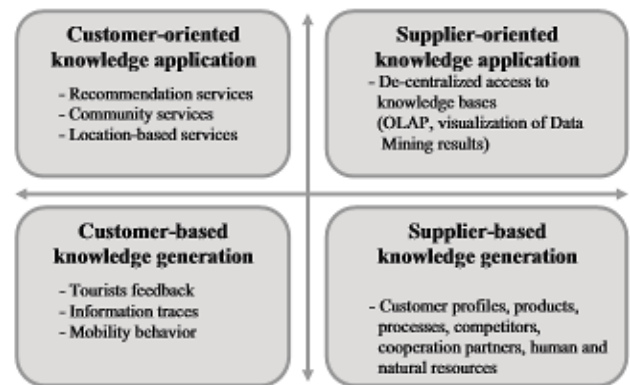 Customer-oriented
knowledge application
- Recommendation services
- Community services
- Location-based services
Supplier-oriented
knowledge application
- De-centralized access to
knowledge bases
(OLAP, visualization of Data
Mining results)
Customer-based
knowledge generation
- Tourists feedback
- Information traces
- Mobility behavior
Supplier-based
knowledge generation
- Customer profiles, products,
processes, competitors,
cooperation partners, human and
natural resources